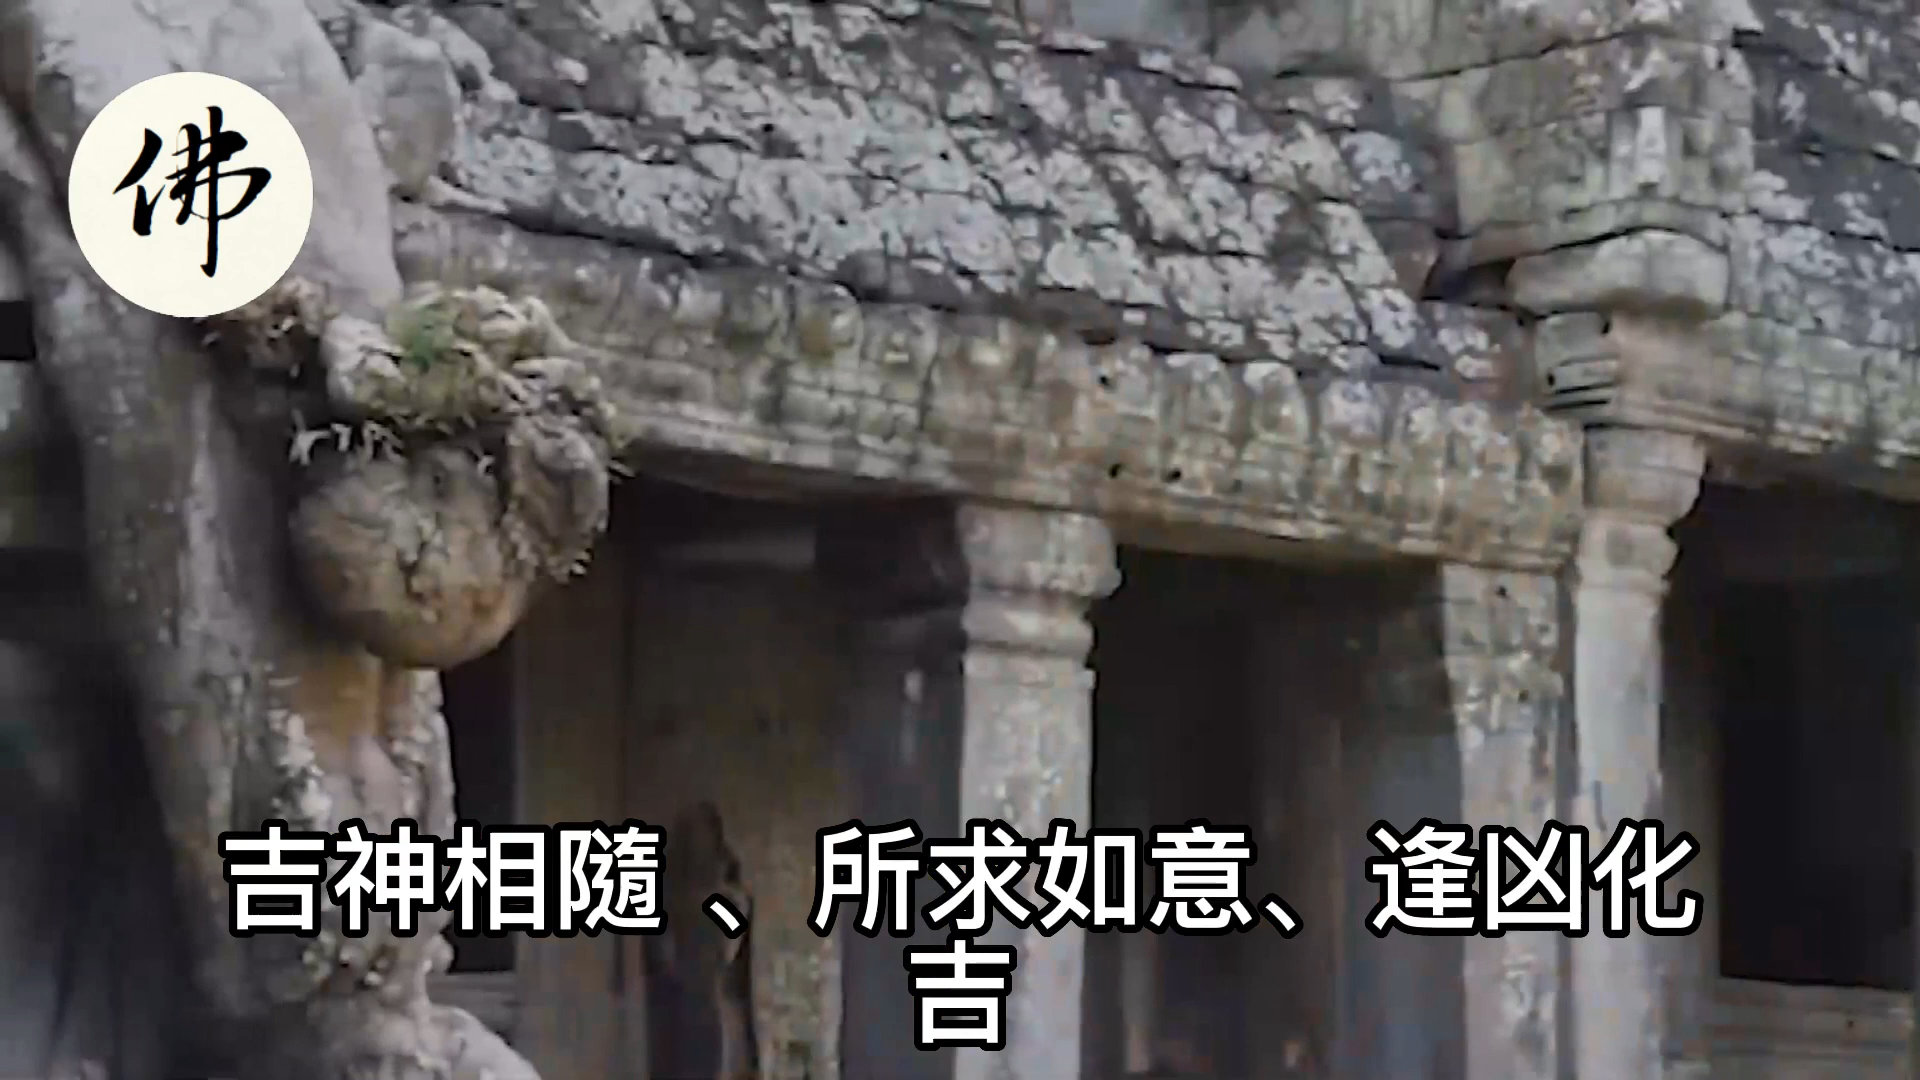 佛
吉神相隨 、所求如意、逢凶化
吉